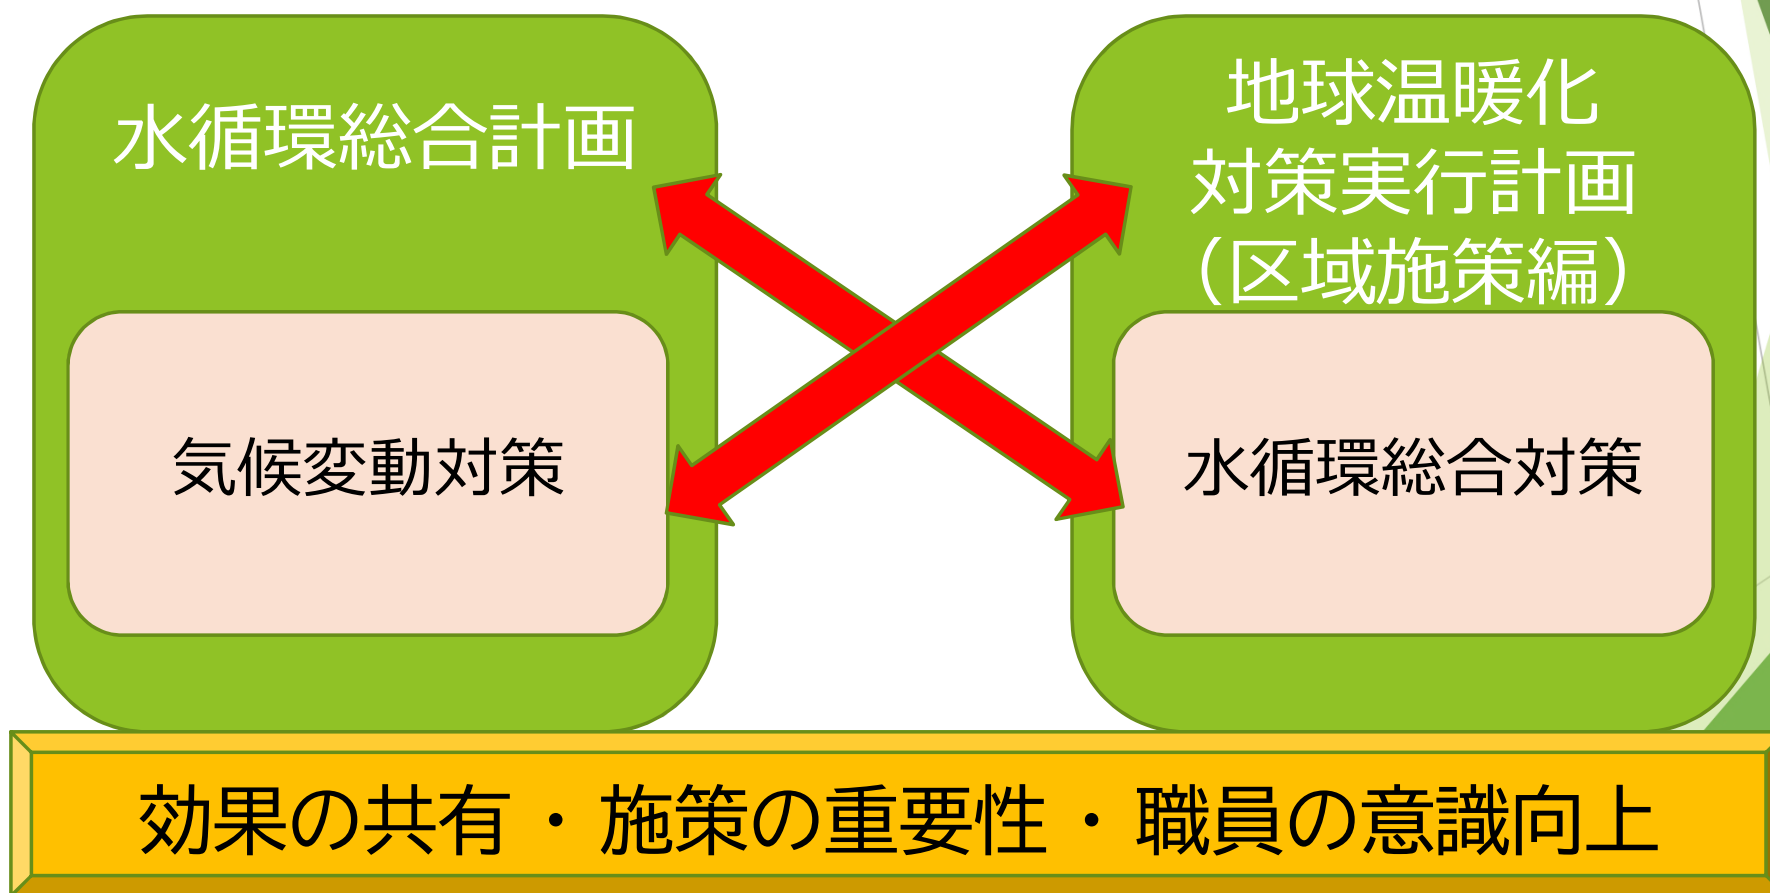 水循環総合計画
地球温暖化
対策実行計画
（区域施策編）
気候変動対策
水循環総合対策
効果の共有・施策の重要性・職員の意識向上